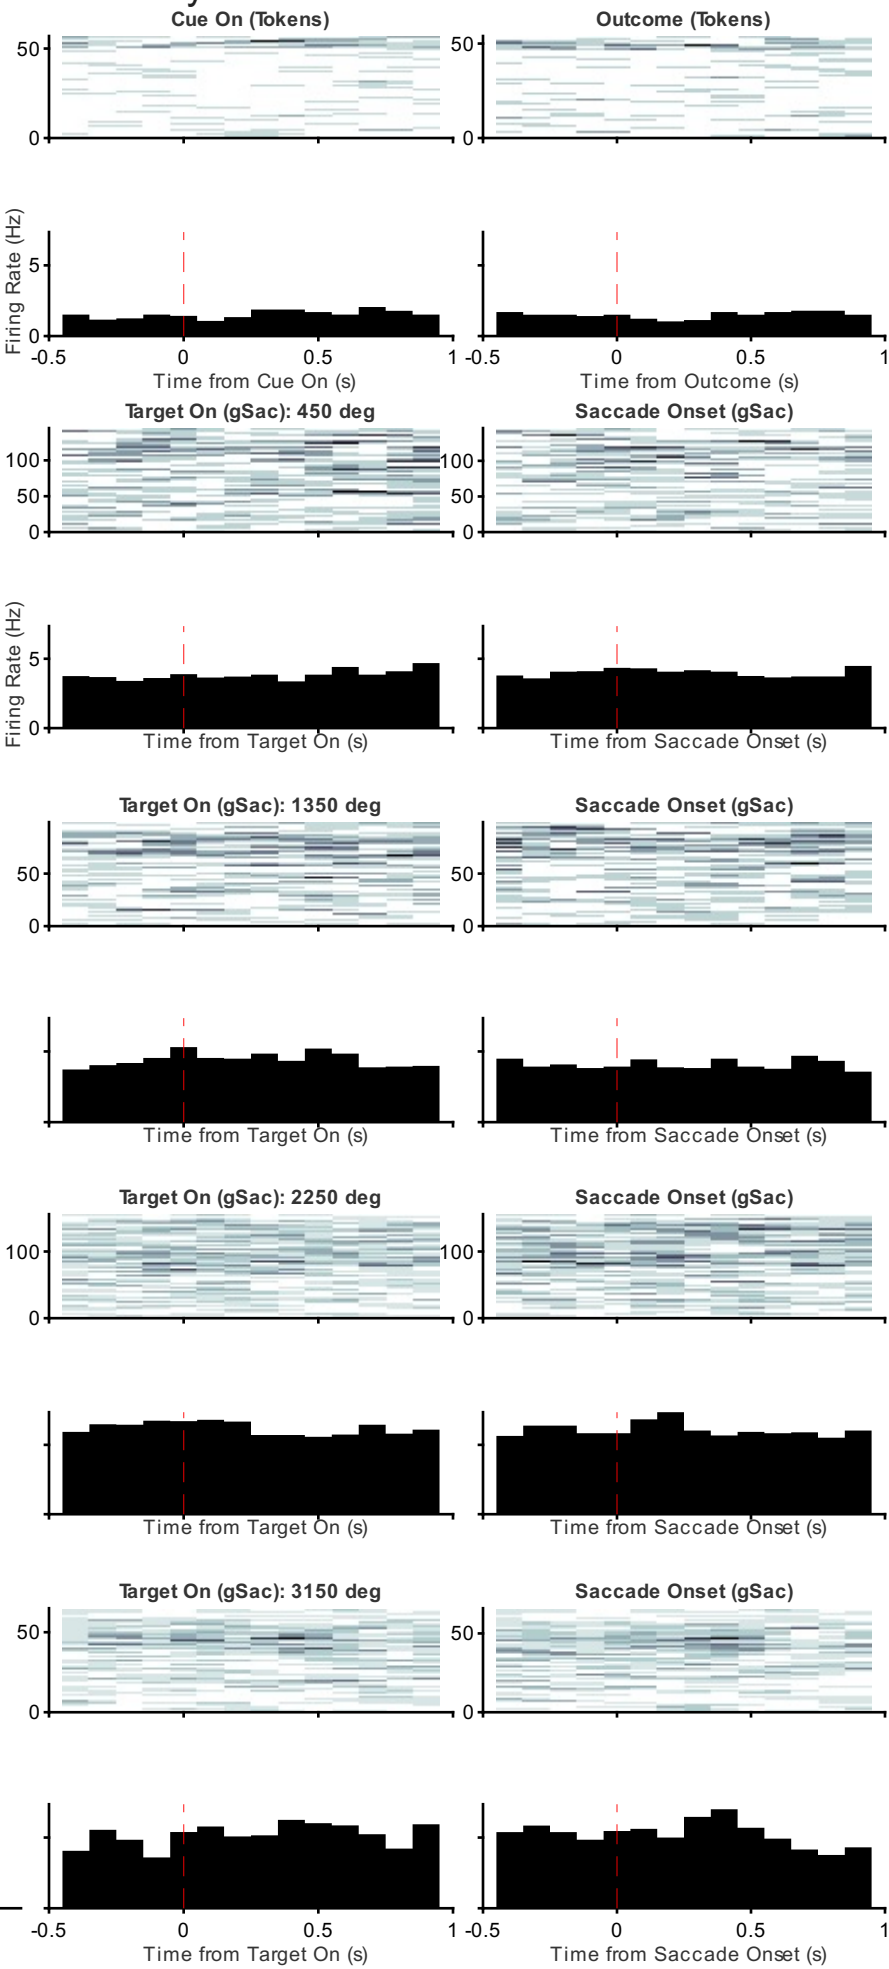 Cue On (Tokens) Outcome (Tokens)
50 50
0 0
Firing Rate (Hz)
5
0
-0.5 0 0.5 1 -0.5 0 0.5 1
Time from Cue On (s) Time from Outcome (s)
Target On (gSac): 450 deg Saccade Onset (gSac)
100 100
50 50
0 0
Firing Rate (Hz)
5
0
Time from Target On (s) Time from Saccade Onset (s)
Target On (gSac): 1350 deg Saccade Onset (gSac)
50 50
0 0
Time from Target On (s) Time from Saccade Onset (s)
Target On (gSac): 2250 deg Saccade Onset (gSac)
100 100
0 0
Time from Target On (s) Time from Saccade Onset (s)
Target On (gSac): 3150 deg Saccade Onset (gSac)
50 50
0 0
-0.5 0 0.5 1 -0.5 0 0.5 1
Time from Target On (s) Time from Saccade Onset (s)